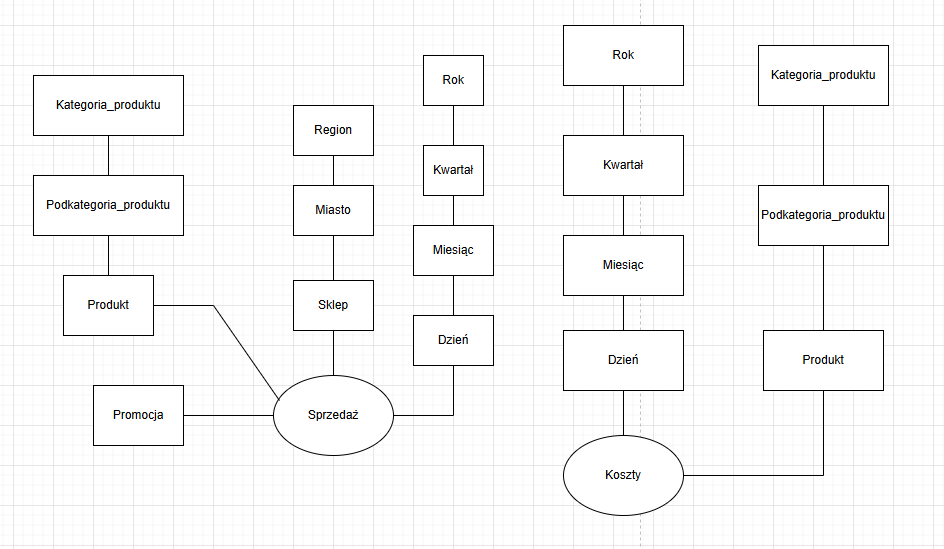 Kategoria_produktu
Podkategoria_produktu
Produkt
Promocja
Region
Miasto
Sklep
Sprzedaż
Rok
Kwartał
Miesiąc
Dzień
Rok
Kwartał
Miesiąc
Dzień
Koszty
Kategoria_produktu
Podkategoria_produktu
Produkt